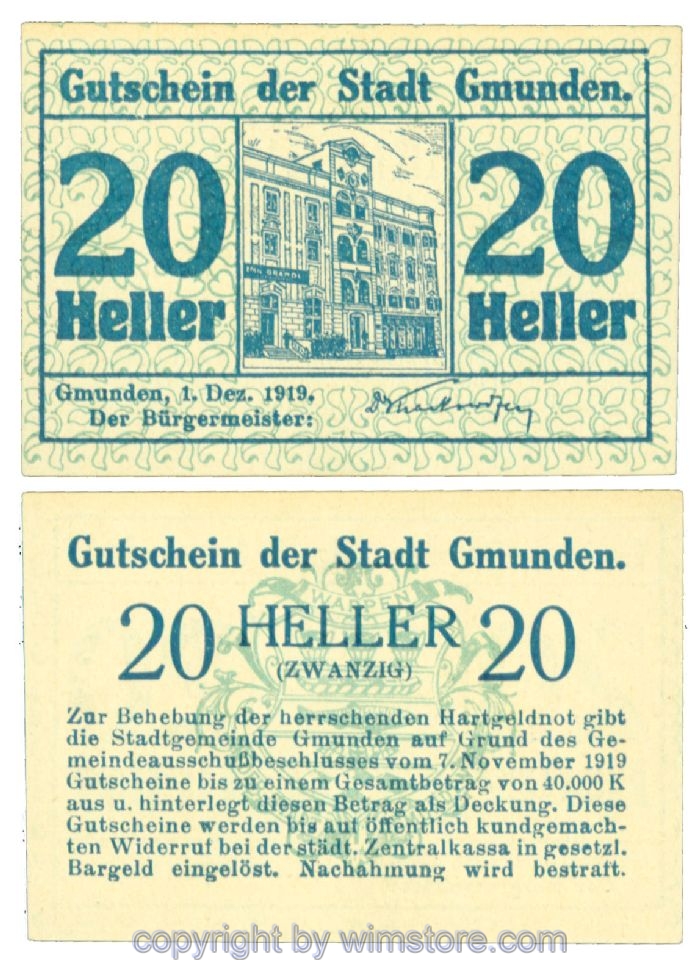 Gutschein der Stadt Gmunden.
20 20
Heller Heller
Gmunden, 1. Dez. 1919.
Der Bürgermeister:
Gutschein der Stadt Gmunden.
WAPPEN
20 HELLER 20
(ZWANZIG)
Zur Behebung der herrschenden Hartgeldnot gibt
die Stadtgemeinde Gmunden auf Grund des Ge-
meindeausschußbeschlusses vom 7. November 1919
Gutscheine bis zu einem Gesamtbetrag von 40.000 K
aus u. hinterlegt diesen Betrag als Deckung. Diese
Gutscheine werden bis auf öffentlich kundgemach-
ten Widerruf bei der städt. Zentralkassa in gesetzl.
Bargeld eingelöst. Nachahmung wird bestraft.
copyright by wimstore.com